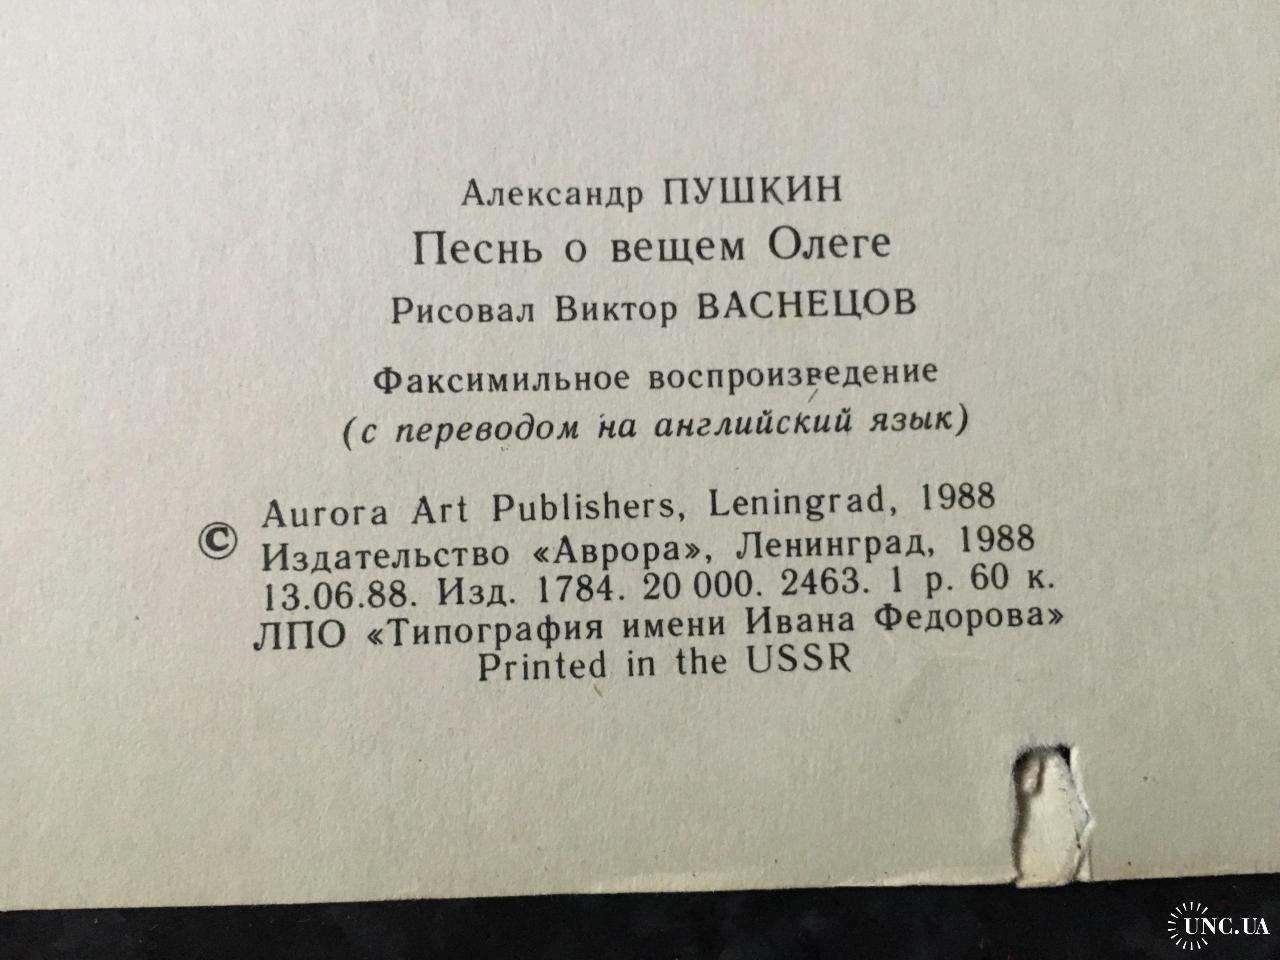 Александр ПУШКИН
Песнь о вещем Олеге
Рисовал Виктор ВАСНЕЦОВ
Факсимильное воспроизведение
(с переводом на английский язык)
© Aurora Art Publishers, Leningrad, 1988
Издательство «Аврора», Ленинград, 1988
13.06.88. Изд. 1784. 20 000. 2463. 1 р. 60 к.
ЛПО «Типография имени Ивана Федорова»
Printed in the USSR
UNC.UA